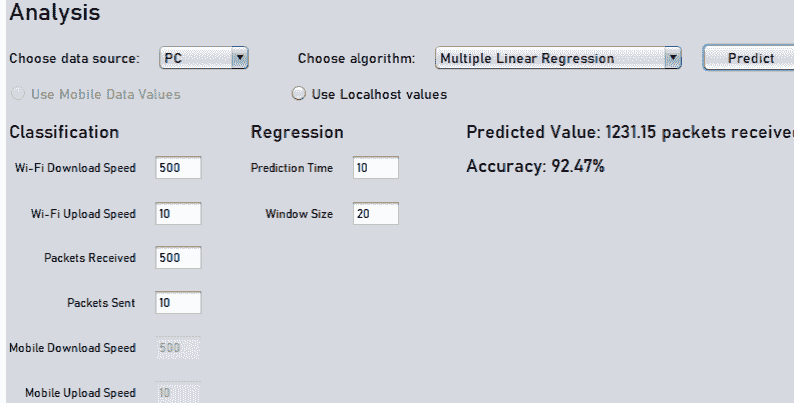 Analysis
Choose data source: PC Choose algorithm: Multiple Linear Regression Predict
Use Mobile Data Values Use Localhost values
Classification Regression Predicted Value: 1231.15 packets received
Wi-Fi Download Speed 500 Prediction Time 10 Accuracy: 92.47%
Wi-Fi Upload Speed 10 Window Size 20
Packets Received 500
Packets Sent 10
Mobile Download Speed 500
Mobile Upload Speed 10